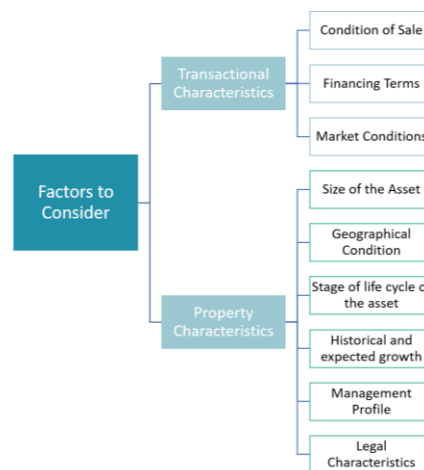 Factors to
Consider
Transactional
Characteristics
Condition of Sale
Financing Terms
Market Conditions
Property
Characteristics
Size of the Asset
Geographical
Condition
Stage of life cycle o
the asset
Historical and
expected growth
Management
Profile
Legal
Characteristics